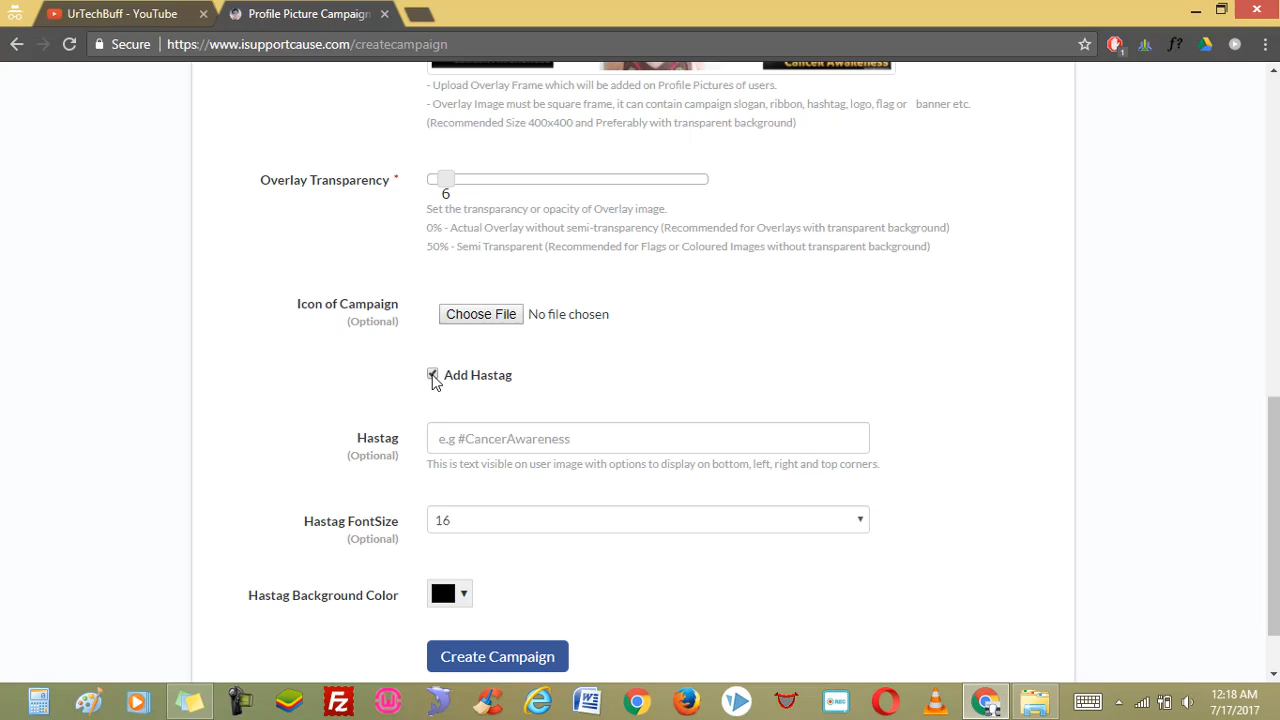 UrTechBuff - YouTube
Profile Picture Campaign
Secure
https://www.isupportcause.com/createcampaign
f?
1
Cancer Awareness
- Upload Overlay Frame which will be added on Profile Pictures of users.
- Overlay Image must be square frame, it can contain campaign slogan, ribbon, hashtag, logo, flag or banner etc.
(Recommended Size 400x400 and Preferably with transparent background)
Overlay Transparency *
6
Set the transparancy or opacity of Overlay image.
0% - Actual Overlay without semi-transparency (Recommended for Overlays with transparent background)
50% - Semi Transparent (Recommended for Flags or Coloured Images without transparent background)
Icon of Campaign
(Optional)
Choose File No file chosen
Add Hastag
Hastag
(Optional)
e.g #CancerAwareness
This is text visible on user image with options to display on bottom, left, right and top corners.
Hastag FontSize
(Optional)
16
Hastag Background Color
Create Campaign
12:18 AM
7/17/2017